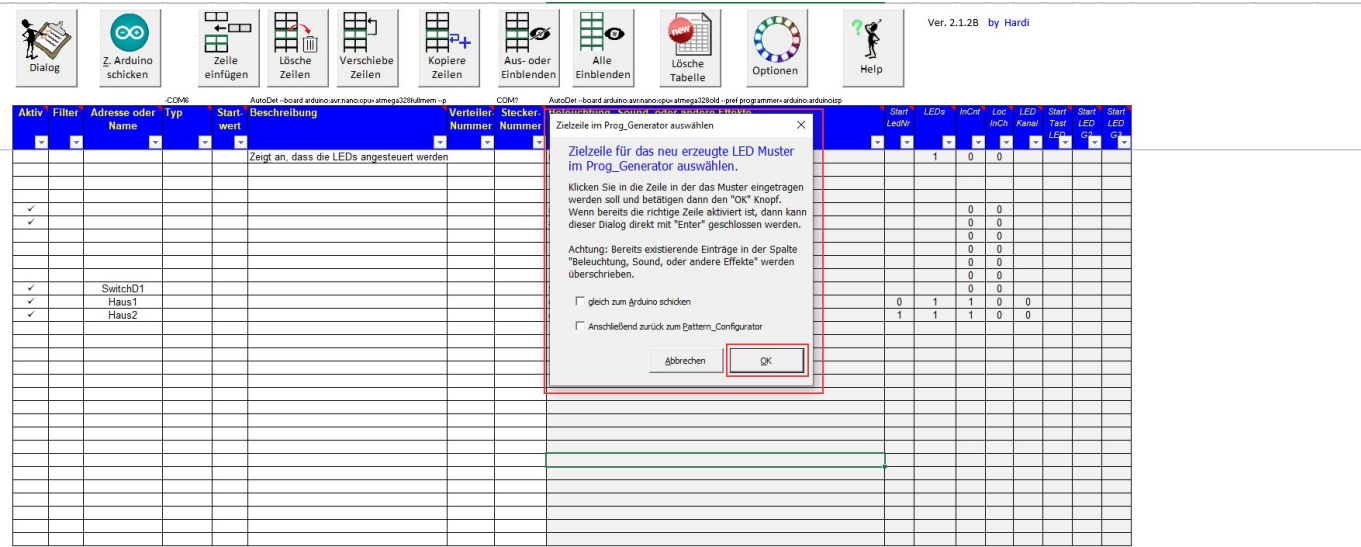 Dialog
Z. Arduino schicken
Zeile einfügen
Lösche Zeilen
Verschiebe Zeilen
Kopiere Zeilen
Aus- oder Einblenden
Alle Einblenden
new
Lösche Tabelle
Optionen
?
Help
Ver. 2.1.2B by Hardi
-COM6 AutoDet --board arduino:avr:nano:cpu=atmega328fullmem --p COM? AutoDet --board arduino:avr:nano:cpu=atmega328old --pref programmer=arduino:arduinoisp
Aktiv Filter Adresse oder Name Typ Start-wert Beschreibung Verteiler-Nummer Stecker-Nummer Beleuchtung, Sound, oder andere Effekte Start LedNr LEDs InCnt Loc InCh LED Kanal Start Tast LED Start LED G2 Start LED G3
Zeigt an, dass die LEDs angesteuert werden 1 0 0
✓ 0 0
✓ 0 0
0 0
0 0
0 0
0 0
✓ SwitchD1 0 0
✓ Haus1 0 1 1 0 0
✓ Haus2 1 1 1 0 0
Zielzeile im Prog_Generator auswählen
Zielzeile für das neu erzeugte LED Muster
im Prog_Generator auswählen.
Klicken Sie in die Zeile in der das Muster eingetragen
werden soll und betätigen dann den "OK" Knopf.
Wenn bereits die richtige Zeile aktiviert ist, dann kann
dieser Dialog direkt mit "Enter" geschlossen werden.
Achtung: Bereits existierende Einträge in der Spalte
"Beleuchtung, Sound, oder andere Effekte" werden
überschrieben.
gleich zum Arduino schicken
Anschließend zurück zum Pattern_Configurator
Abbrechen OK